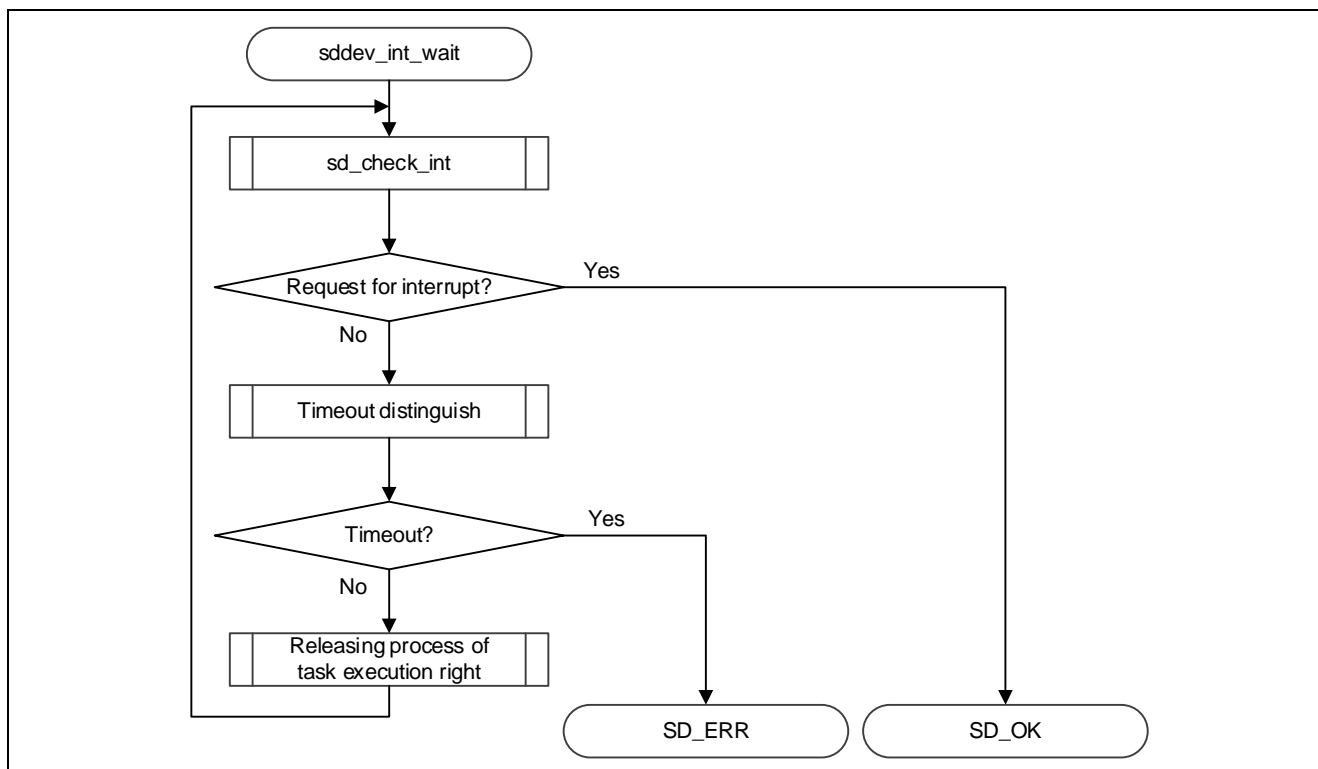 sddev_int_wait
sd_check_int
Request for interrupt?
Yes
No
Timeout distinguish
Timeout?
Yes
No
Releasing process of
task execution right
SD_ERR
SD_OK